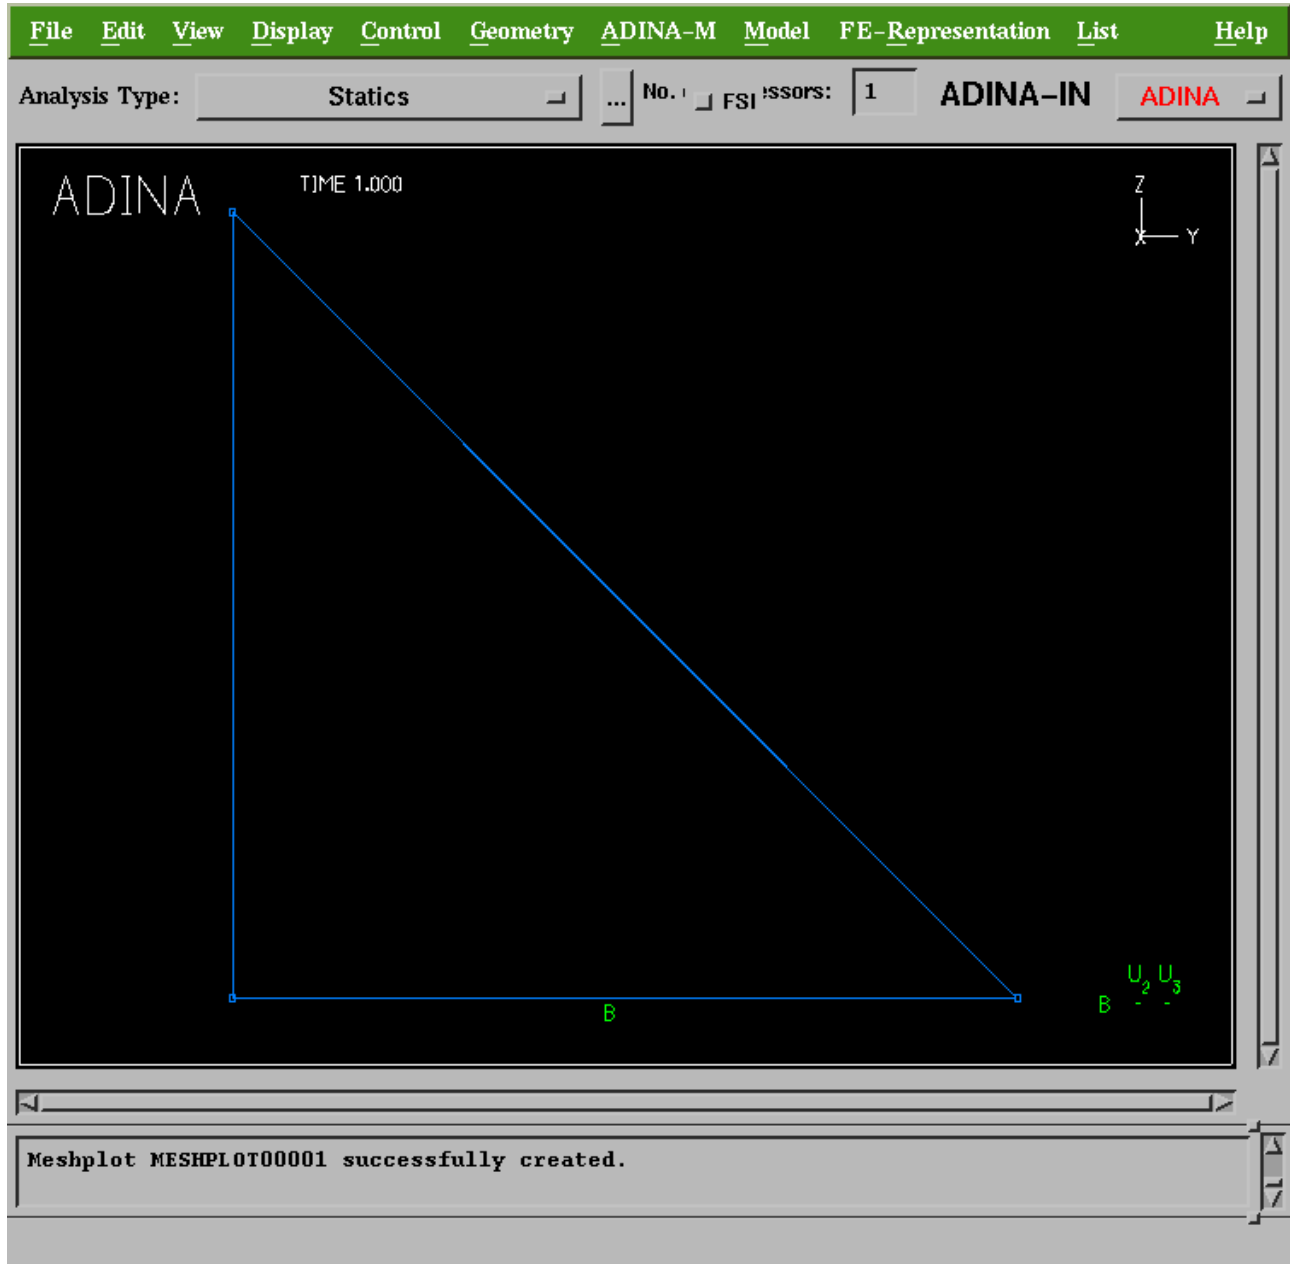 File Edit View Display Control Geometry ADINA-M Model FE-Representation List Help
Analysis Type: Statics ... No. FSI essors: 1 ADINA-IN ADINA
ADINA TIME 1.000 Z
X Y
U2 U3
B B - -
Meshplot MESHPLOT00001 successfully created.